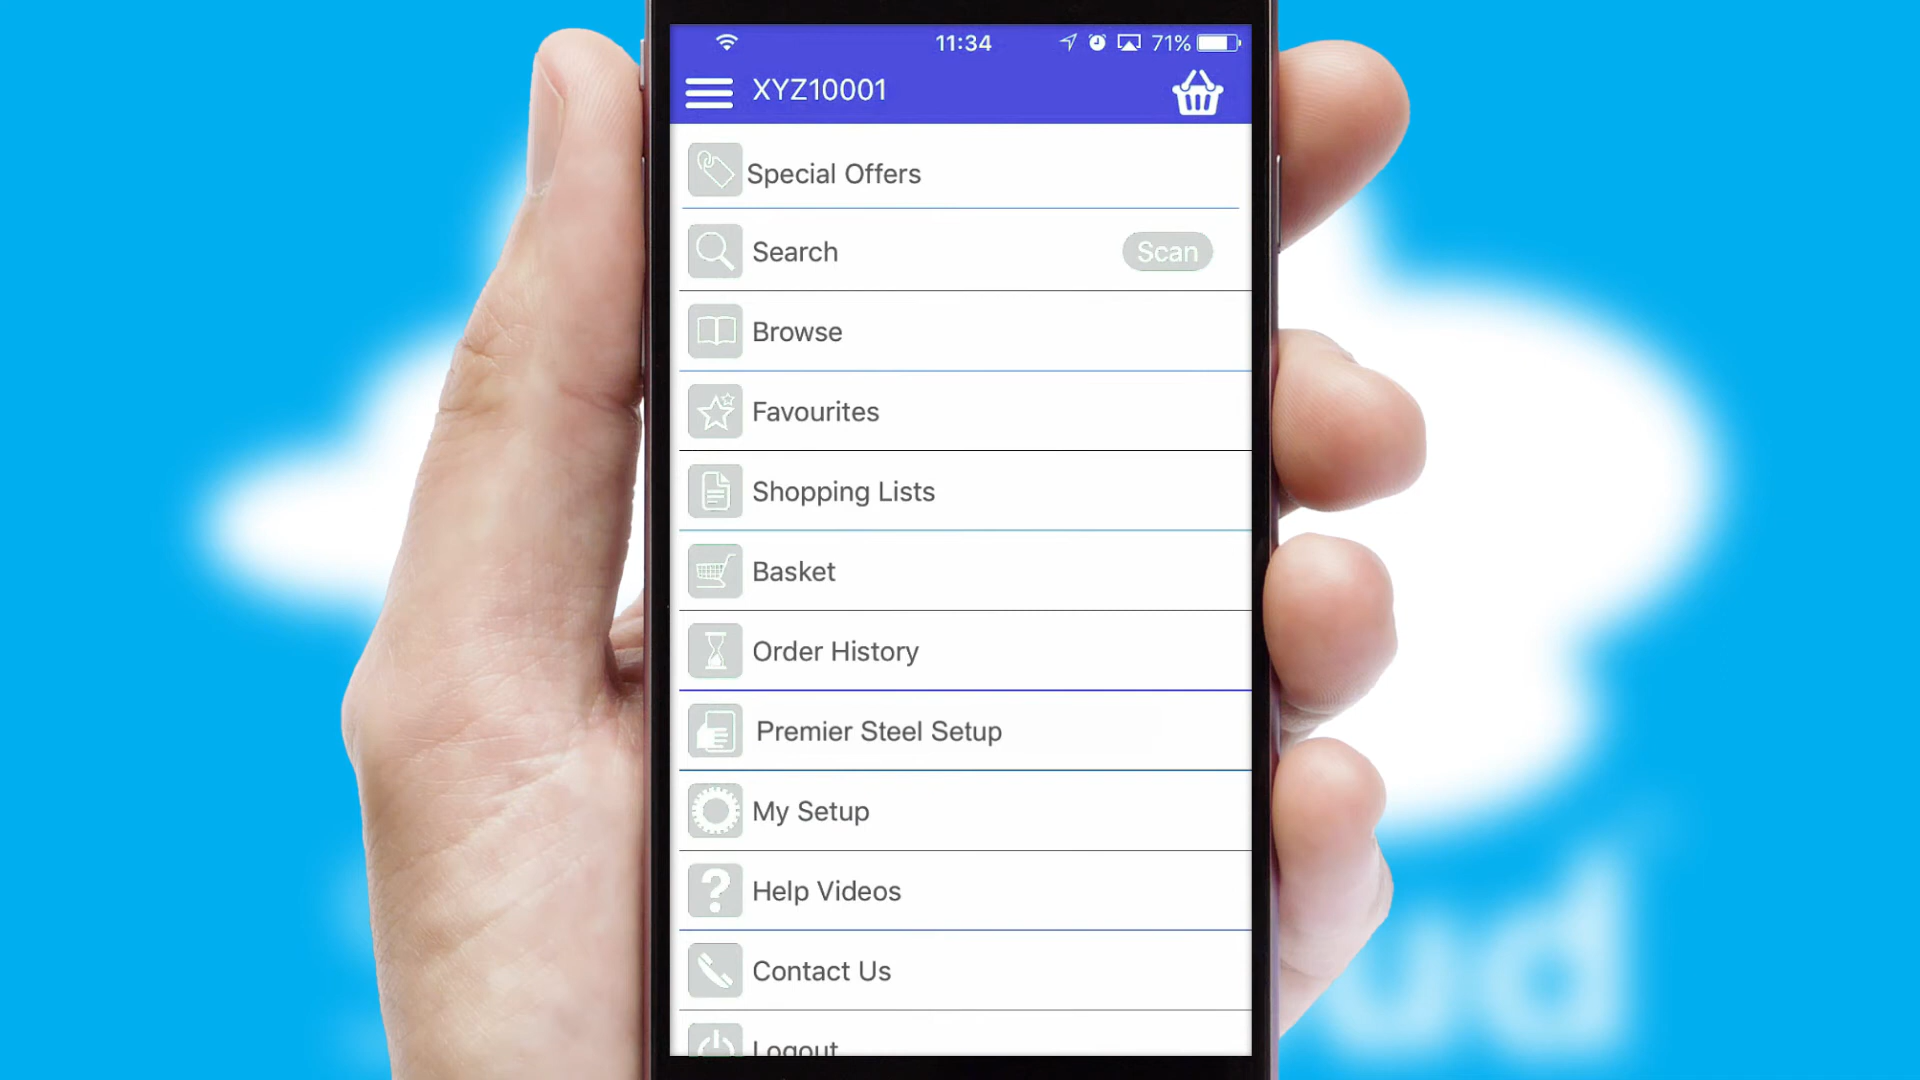 11:34
71%
XYZ10001
Special Offers
Search
Scan
Browse
Favourites
Shopping Lists
Basket
Order History
Premier Steel Setup
My Setup
Help Videos
Contact Us
Logout
ud